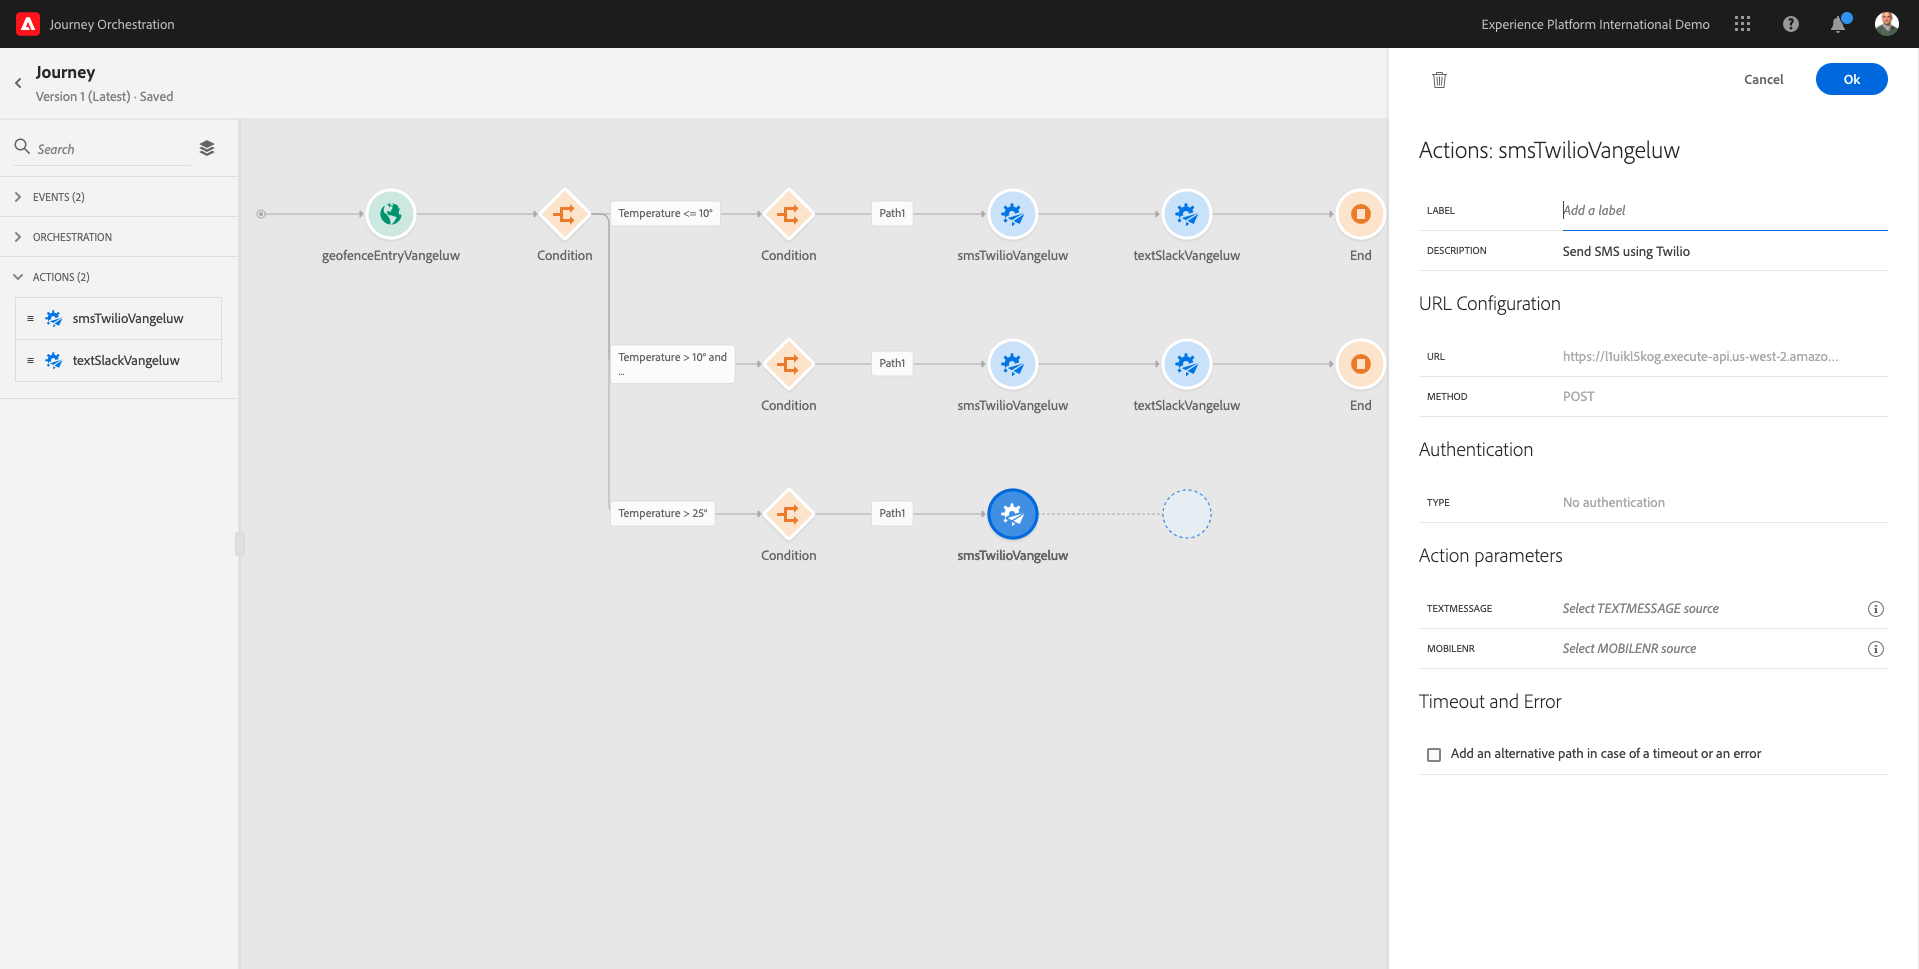 Journey Orchestration
Experience Platform International Demo
Journey
Version 1 (Latest) · Saved
Cancel
Ok
Search
EVENTS (2)
ORCHESTRATION
ACTIONS (2)
smsTwilioVangeluw
textSlackVangeluw
geofenceEntryVangeluw
Condition
Temperature <= 10°
Condition
Path1
smsTwilioVangeluw
textSlackVangeluw
End
Temperature > 10° and
...
Condition
Path1
smsTwilioVangeluw
textSlackVangeluw
End
Temperature > 25°
Condition
Path1
smsTwilioVangeluw
Actions: smsTwilioVangeluw
LABEL
Add a label
DESCRIPTION
Send SMS using Twilio
URL Configuration
URL
https://l1uikl5kog.execute-api.us-west-2.amazo...
METHOD
POST
Authentication
TYPE
No authentication
Action parameters
TEXTMESSAGE
Select TEXTMESSAGE source
MOBILENR
Select MOBILENR source
Timeout and Error
Add an alternative path in case of a timeout or an error